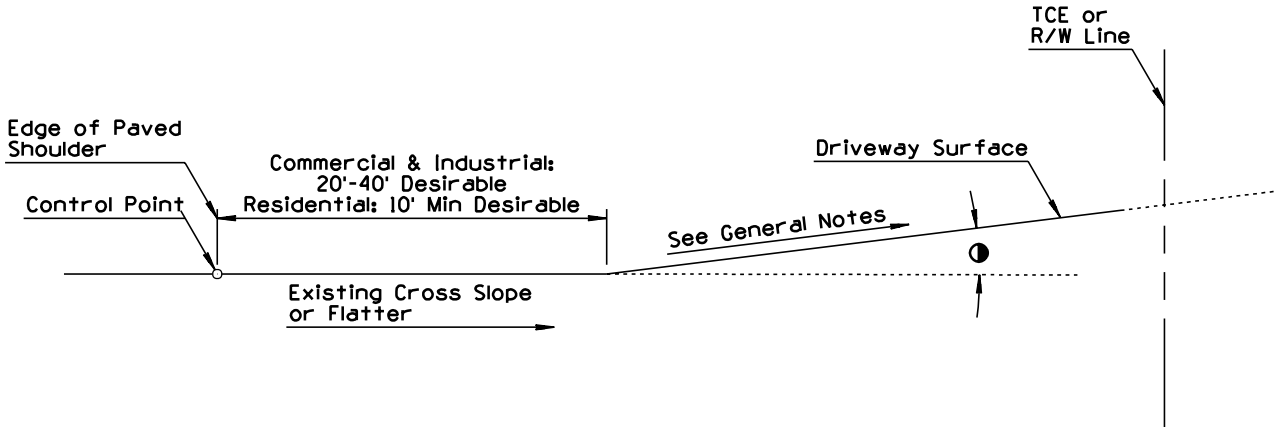 TCE or
R/W Line
Edge of Paved
Shoulder
Commercial & Industrial:
20'-40' Desirable
Residential: 10' Min Desirable
Control Point
Driveway Surface
See General Notes
Existing Cross Slope
or Flatter